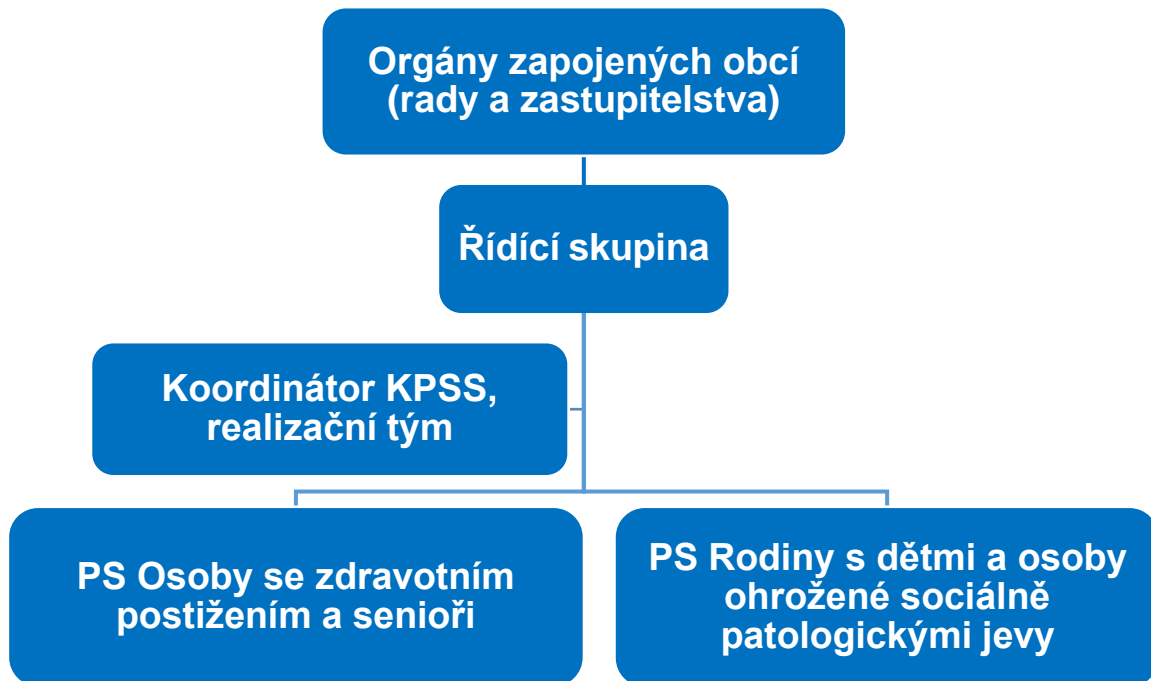 Orgány zapojených obcí
(rady a zastupitelstva)
Řídící skupina
Koordinátor KPSS,
realizační tým
PS Osoby se zdravotním
postižením a senioři
PS Rodiny s dětmi a osoby
ohrožené sociálně
patologickými jevy